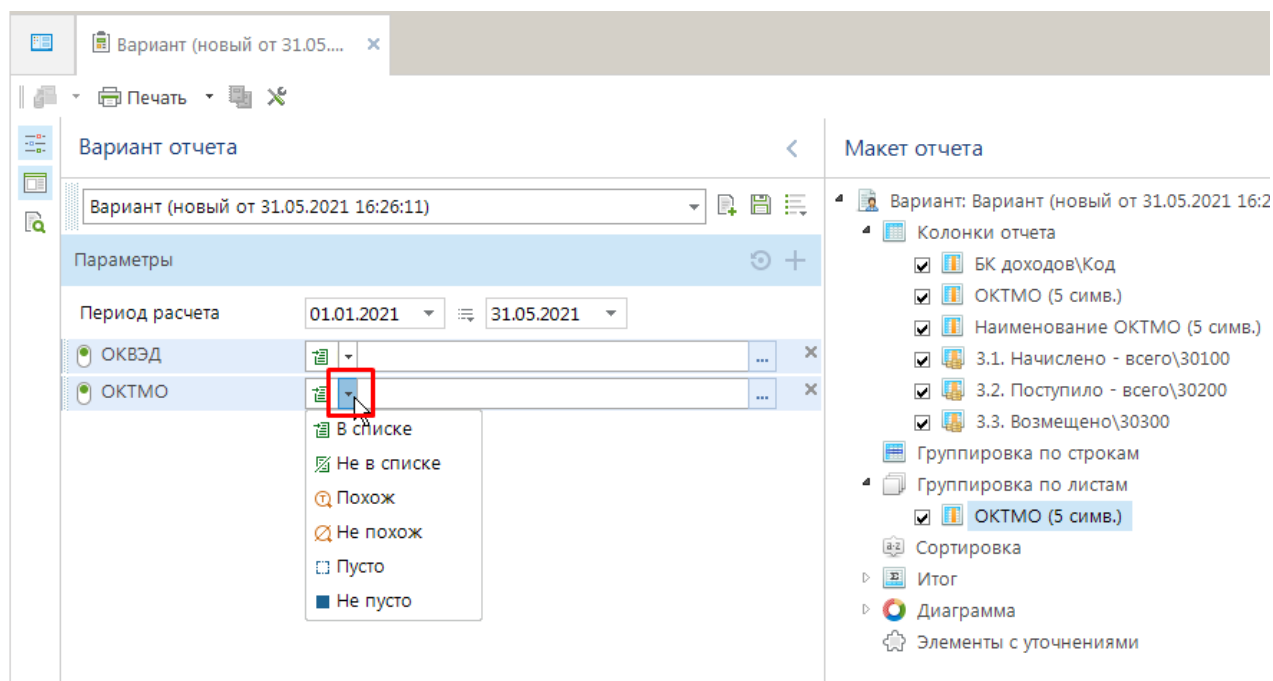 Вариант (новый от 31.05....
Печать
Вариант отчета
Вариант (новый от 31.05.2021 16:26:11)
Параметры
Период расчета 01.01.2021 31.05.2021
ОКВЭД ...
ОКТМО ...
В списке
Не в списке
Похож
Не похож
Пусто
Не пусто
Макет отчета
Вариант: Вариант (новый от 31.05.2021 16:2
Колонки отчета
БК доходов\Код
ОКТМО (5 симв.)
Наименование ОКТМО (5 симв.)
3.1. Начислено - всего\30100
3.2. Поступило - всего\30200
3.3. Возмещено\30300
Группировка по строкам
Группировка по листам
ОКТМО (5 симв.)
Сортировка
Итог
Диаграмма
Элементы с уточнениями